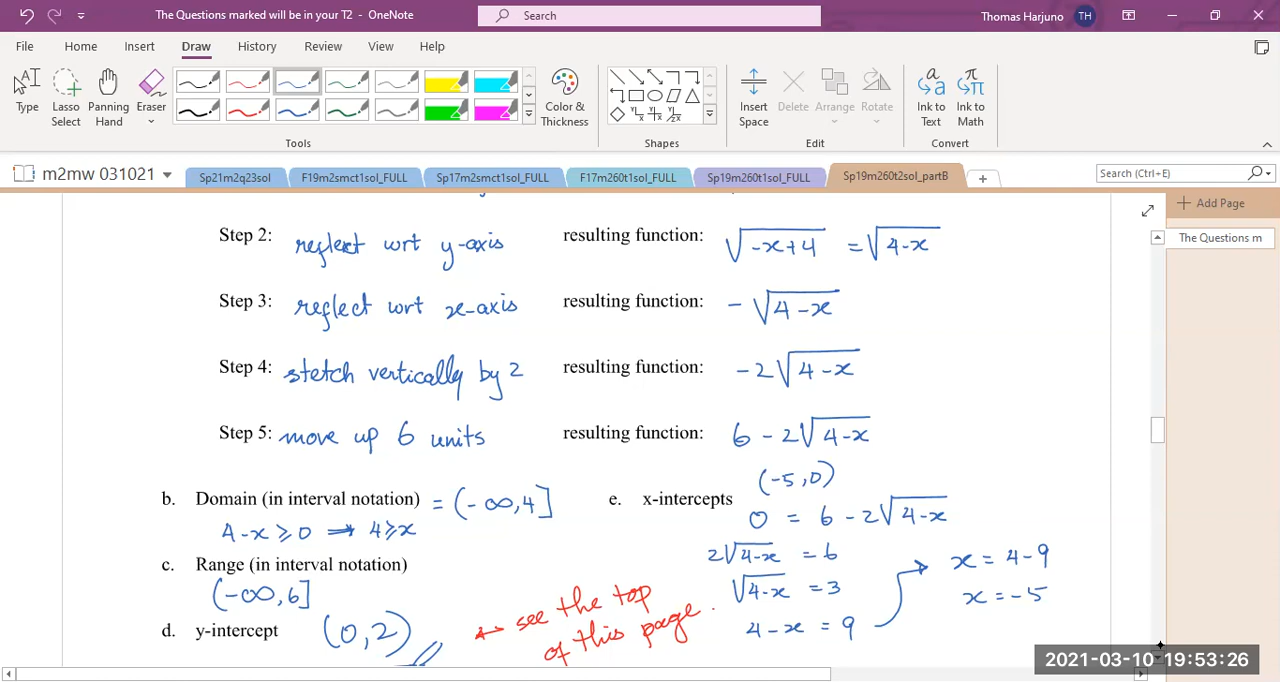 The Questions marked will be in your T2 - OneNote
Search
Thomas Harjuno TH
File Home Insert Draw History Review View Help
Type
Lasso Select
Panning Hand
Eraser
Color & Thickness
Insert Space
Delete
Arrange
Rotate
Ink to Text
Ink to Math
Tools
Shapes
Edit
Convert
m2mw 031021
Sp21m2q23sol
F19m2smct1sol_FULL
Sp17m2smct1sol_FULL
F17m260t1sol_FULL
Sp19m260t1sol_FULL
Sp19m260t2sol_partB
Search (Ctrl+E)
Add Page
The Questions m
Step 2: reflect wrt y-axis resulting function: √(-x+4) = √(4-x)
Step 3: reflect wrt x-axis resulting function: -√(4-x)
Step 4: stetch vertically by 2 resulting function: -2√(4-x)
Step 5: move up 6 units resulting function: 6-2√(4-x)
b. Domain (in interval notation) = (-∞,4]
4-x ≥ 0 → 4 ≥ x
c. Range (in interval notation)
(-∞,6]
d. y-intercept (0,2)
← see the top
of this page.
(-5,0)
e. x-intercepts
0 = 6-2√(4-x)
2√(4-x) = 6
√(4-x) = 3
4-x = 9
x = 4-9
x = -5
2021-03-10 19:53:26